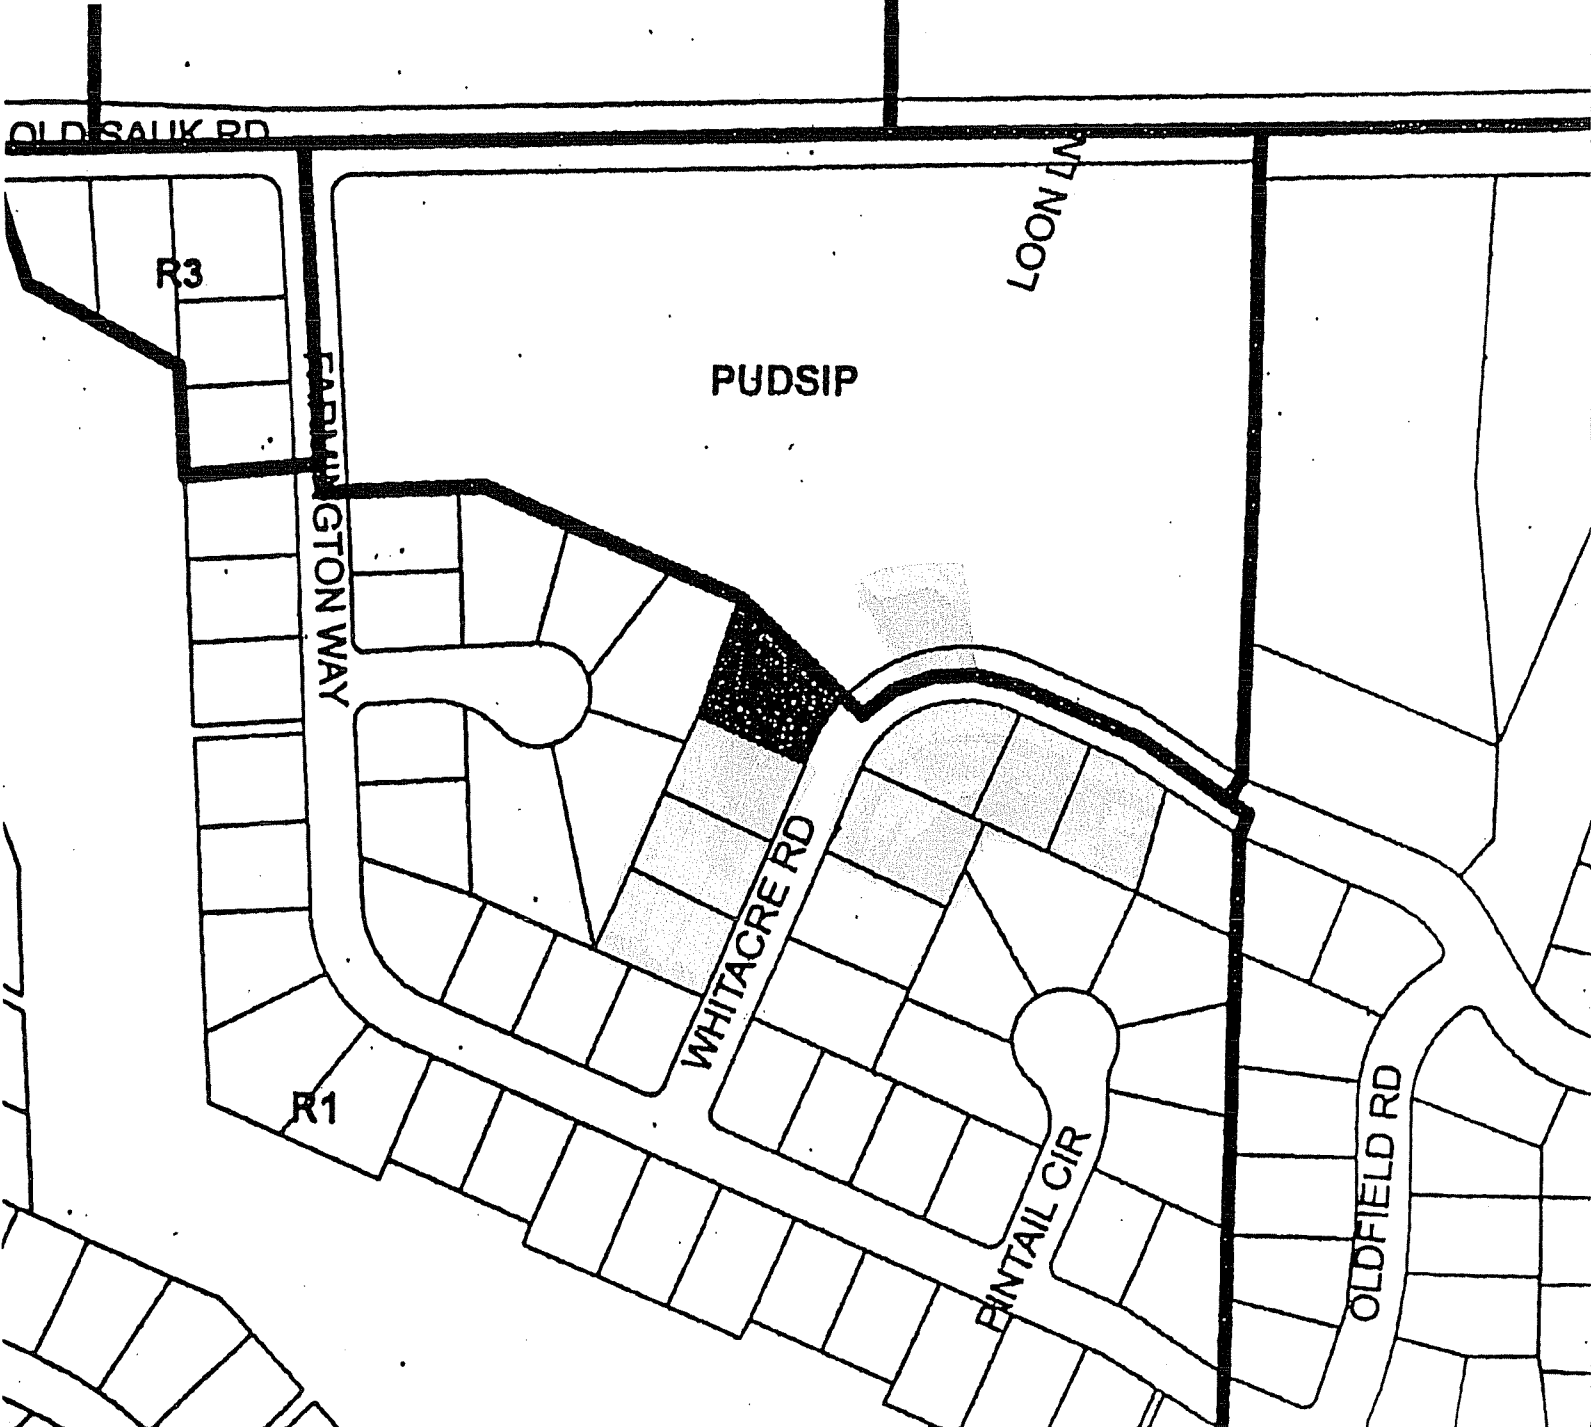 OLD SAUK RD
LOON LN
R3
PUDSIP
FARMINGTON WAY
WHITACRE RD
R1
PINTAIL CIR
OLDFIELD RD